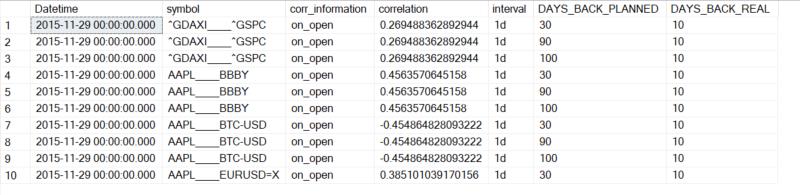 Datetime symbol corr_information correlation interval DAYS_BACK_PLANNED DAYS_BACK_REAL
1 2015-11-29 00:00:00.000 ^GDAXI____^GSPC on_open 0.269488362892944 1d 30 10
2 2015-11-29 00:00:00.000 ^GDAXI____^GSPC on_open 0.269488362892944 1d 90 10
3 2015-11-29 00:00:00.000 ^GDAXI____^GSPC on_open 0.269488362892944 1d 100 10
4 2015-11-29 00:00:00.000 AAPL____BBBY on_open 0.4563570645158 1d 30 10
5 2015-11-29 00:00:00.000 AAPL____BBBY on_open 0.4563570645158 1d 90 10
6 2015-11-29 00:00:00.000 AAPL____BBBY on_open 0.4563570645158 1d 100 10
7 2015-11-29 00:00:00.000 AAPL____BTC-USD on_open -0.454864828093222 1d 30 10
8 2015-11-29 00:00:00.000 AAPL____BTC-USD on_open -0.454864828093222 1d 90 10
9 2015-11-29 00:00:00.000 AAPL____BTC-USD on_open -0.454864828093222 1d 100 10
10 2015-11-29 00:00:00.000 AAPL____EURUSD=X on_open 0.385101039170156 1d 30 10